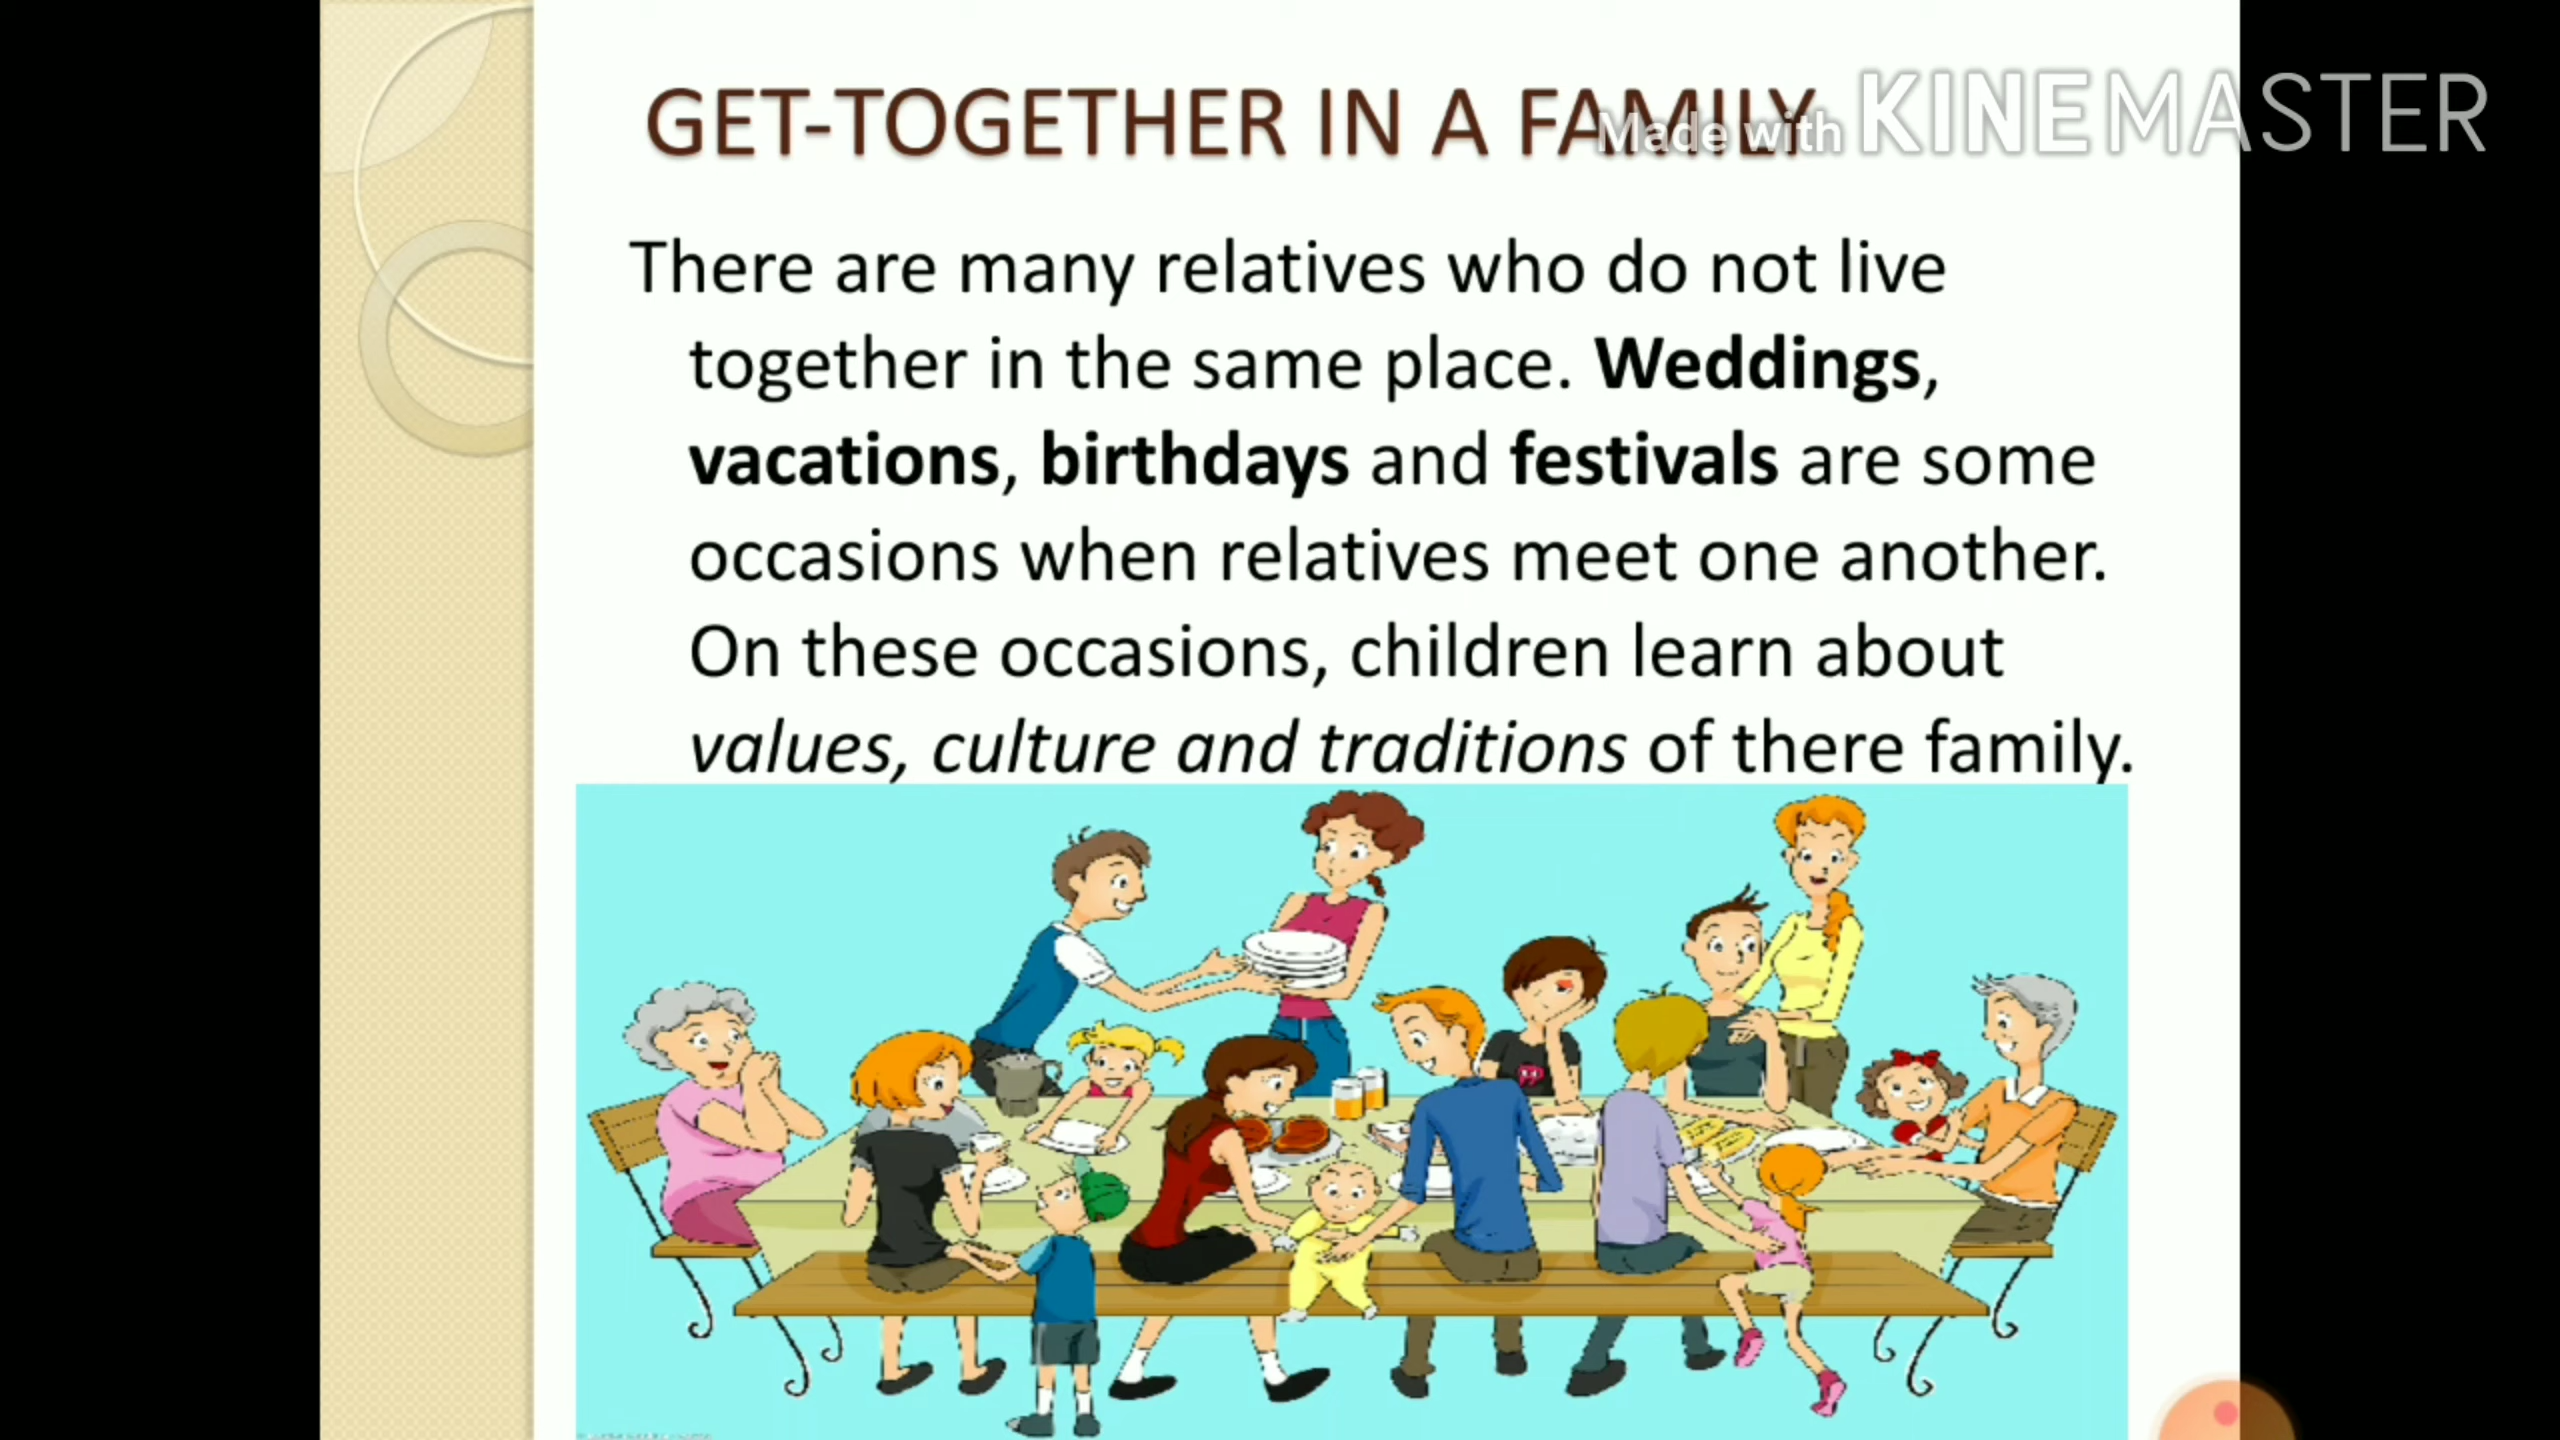 GET-TOGETHER IN A FAMILY
Made with KINEMASTER
There are many relatives who do not live
together in the same place. Weddings,
vacations, birthdays and festivals are some
occasions when relatives meet one another.
On these occasions, children learn about
values, culture and traditions of there family.